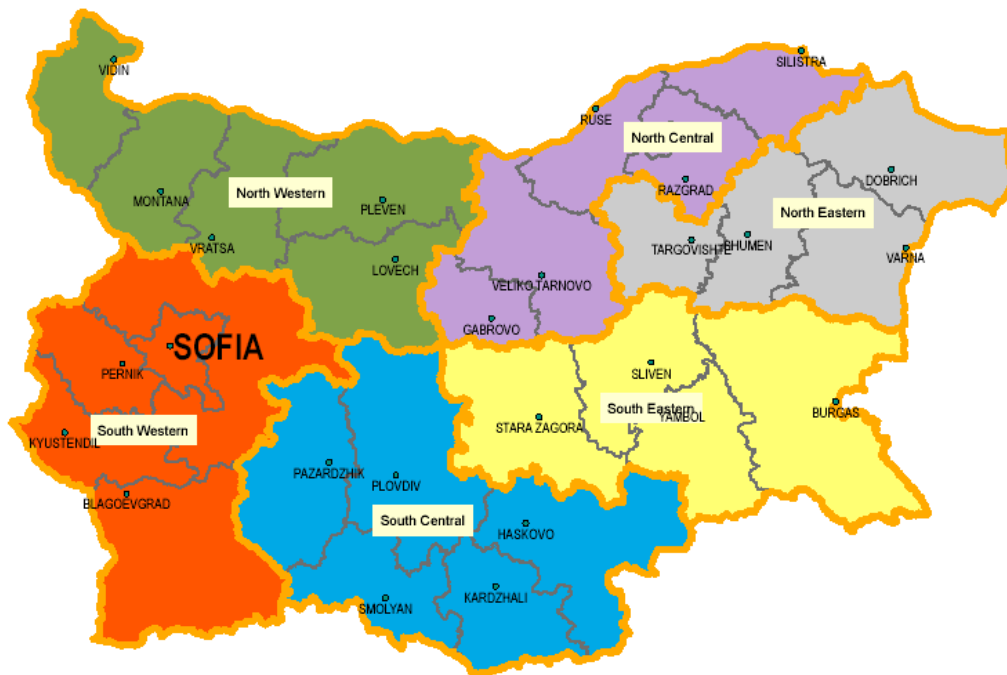 VIDIN
SILISTRA
RUSE
North Central
RAZGRAD
DOBRICH
MONTANA
North Western
PLEVEN
North Eastern
VRATSA
TARGOVISHTE
SHUMEN
VARNA
LOVECH
VELIKO TARNOVO
GABROVO
SOFIA
PERNIK
SLIVEN
South Eastern
YAMBOL
BURGAS
STARA ZAGORA
South Western
KYUSTENDIL
PAZARDZHIK
PLOVDIV
BLAGOEVGRAD
South Central
HASKOVO
KARDZHALI
SMOLYAN